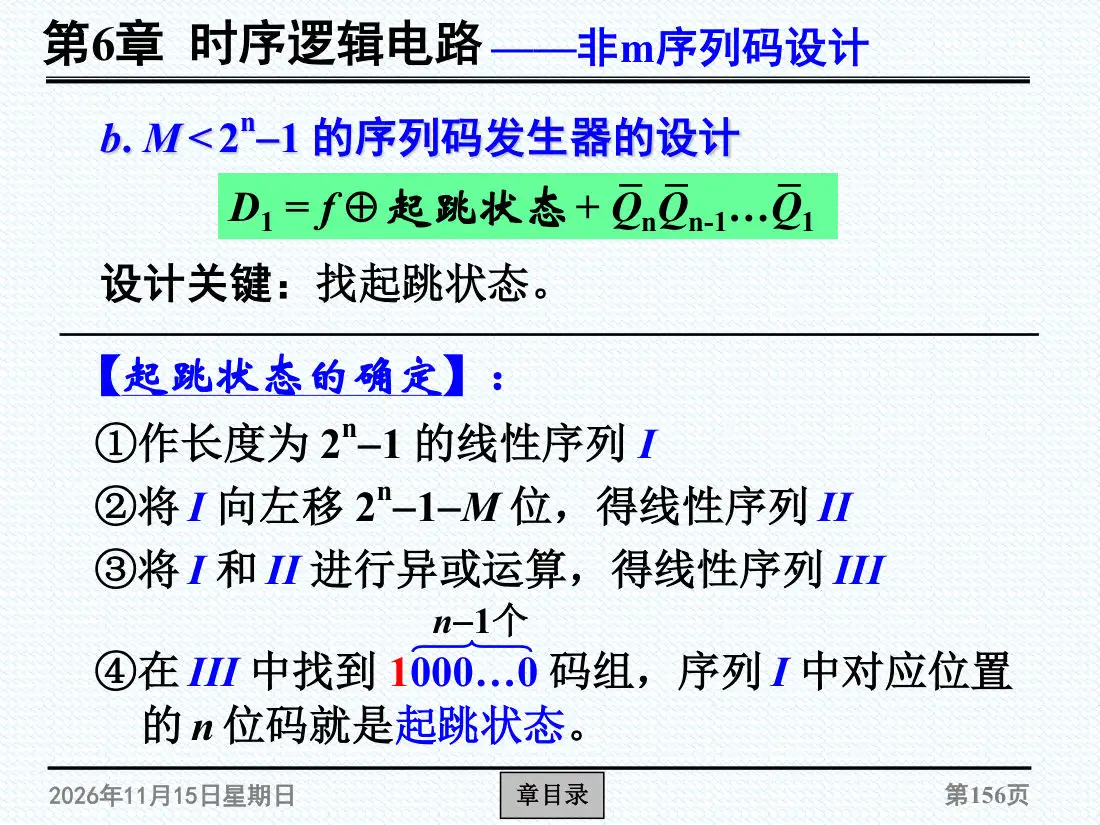 第6章 时序逻辑电路——非m序列码设计
b. M < 2ⁿ–1 的序列码发生器的设计
D₁ = f ⊕ 起跳状态 + Q̅ₙQ̅ₙ₋₁…Q̅₁
设计关键：找起跳状态。
【起跳状态的确定】：
①作长度为 2ⁿ–1 的线性序列 I
②将 I 向左移 2ⁿ–1–M 位，得线性序列 II
③将 I 和 II 进行异或运算，得线性序列 III
n–1个
④在 III 中找到 1000…0 码组，序列 I 中对应位置
的 n 位码就是起跳状态。
2026年11月15日星期日
章目录
第156页